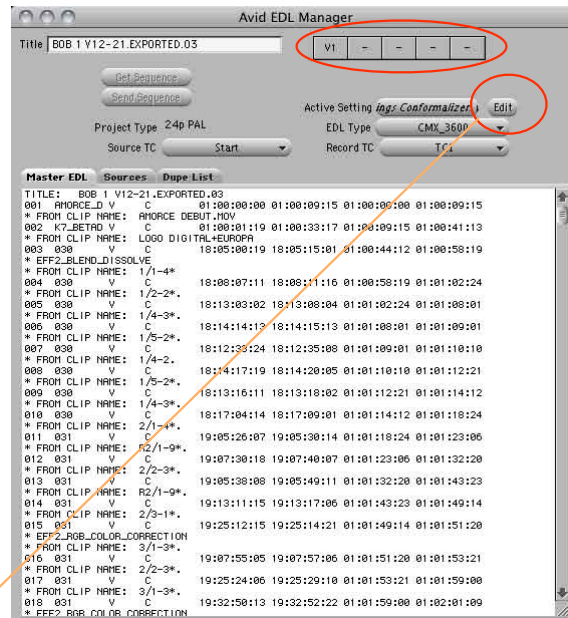 Avid EDL Manager
Title BOB 1 V12-21.EXPORTED.03
V1 - - - -
Get Sequence
Send Sequence
Active Setting ings Conformalizer Edit
Project Type 24p PAL EDL Type CMX_3600
Source TC Start Record TC TC1
Master EDL Sources Dupe List
TITLE: BOB 1 V12-21.EXPORTED.03
001 AMORCE_D V C 01:00:00:00 01:00:09:15 01:00:00:00 01:00:09:15
* FROM CLIP NAME: AMORCE DEBUT.MOV
002 K7_BETAD V C 01:00:01:19 01:00:33:17 01:00:09:15 01:00:41:13
* FROM CLIP NAME: LOGO DIGITAL+EUROPA
003 030 V C 18:05:00:19 18:05:15:01 01:00:44:12 01:00:58:19
* EFF2_BLEND_DISSOLVE
* FROM CLIP NAME: 1/1-4*
004 030 V C 18:08:07:11 18:08:11:16 01:00:58:19 01:01:02:24
* FROM CLIP NAME: 1/2-2*.
005 030 V C 18:13:03:02 18:13:08:04 01:01:02:24 01:01:08:01
* FROM CLIP NAME: 1/4-3*.
006 030 V C 18:14:14:13 18:14:15:13 01:01:08:01 01:01:09:01
* FROM CLIP NAME: 1/5-2*.
007 030 V C 18:12:33:24 18:12:35:08 01:01:09:01 01:01:10:10
* FROM CLIP NAME: 1/4-2.
008 030 V C 18:14:17:19 18:14:20:05 01:01:10:10 01:01:12:21
* FROM CLIP NAME: 1/5-2*.
009 030 V C 18:13:16:11 18:13:18:02 01:01:12:21 01:01:14:12
* FROM CLIP NAME: 1/4-3*.
010 030 V C 18:17:04:14 18:17:09:01 01:01:14:12 01:01:18:24
* FROM CLIP NAME: 2/1-4*.
011 031 V C 19:05:26:07 19:05:30:14 01:01:18:24 01:01:23:06
* FROM CLIP NAME: R2/1-9*.
012 031 V C 19:07:30:18 19:07:40:07 01:01:23:06 01:01:32:20
* FROM CLIP NAME: 2/2-3*.
013 031 V C 19:05:38:08 19:05:49:11 01:01:32:20 01:01:43:23
* FROM CLIP NAME: R2/1-9*.
014 031 V C 19:13:11:15 19:13:17:06 01:01:43:23 01:01:49:14
* FROM CLIP NAME: 2/3-1*.
015 031 V C 19:25:12:15 19:25:14:21 01:01:49:14 01:01:51:20
* EFF2_RGB_COLOR_CORRECTION
* FROM CLIP NAME: 3/1-3*.
016 031 V C 19:07:55:05 19:07:57:06 01:01:51:20 01:01:53:21
* FROM CLIP NAME: 2/2-3*.
017 031 V C 19:25:24:06 19:25:29:10 01:01:53:21 01:01:59:00
* FROM CLIP NAME: 3/1-3*.
018 031 V C 19:32:50:13 19:32:52:22 01:01:59:00 01:02:01:09
* EFF2_RGB_COLOR_CORRECTION